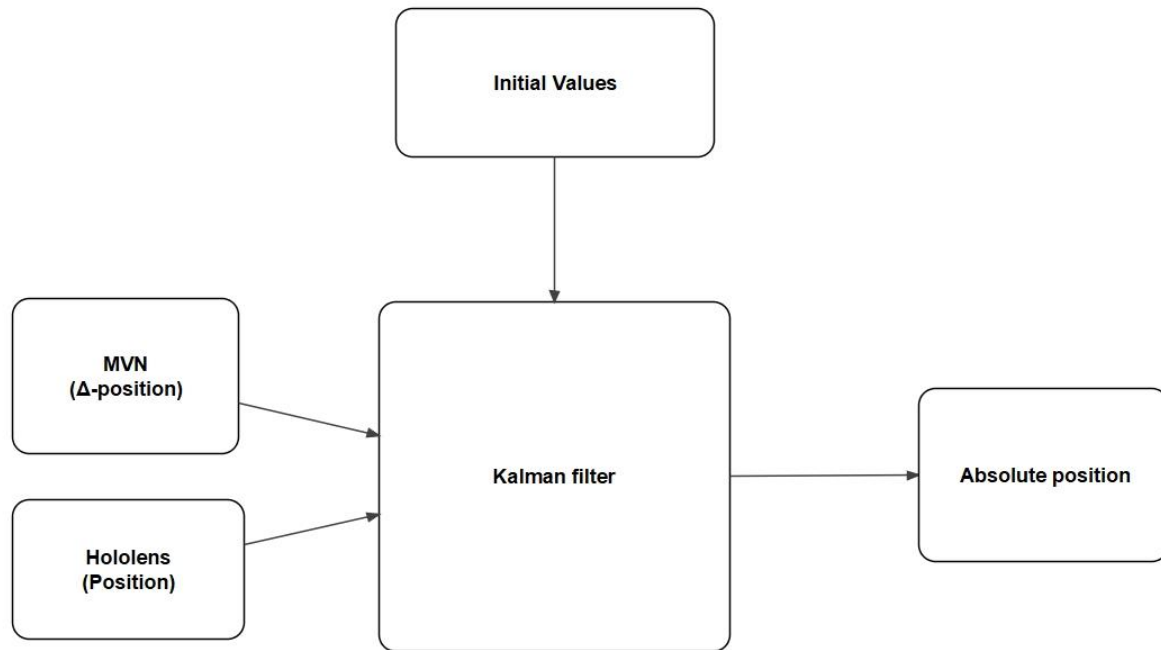 Initial Values
MVN
(Δ-position)
Kalman filter
Absolute position
Hololens
(Position)